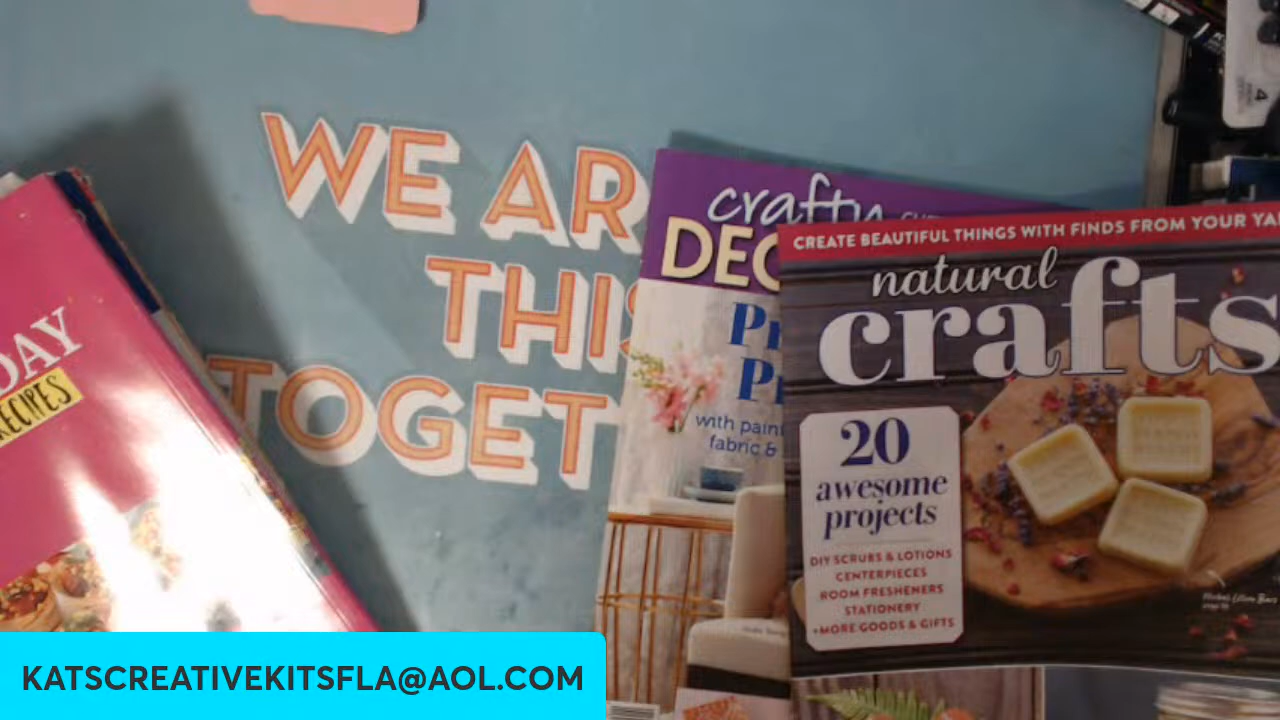 WE AR
THIS
TOGET
DAY
RECIPES
crafty
DEC
with pain
fabric &
CREATE BEAUTIFUL THINGS WITH FINDS FROM YOUR YA
natural
crafts
20
awesome
projects
DIY SCRUBS & LOTIONS
CENTERPIECES
ROOM FRESHENERS
STATIONERY
+MORE GOODS & GIFTS
4
KATSCREATIVEKITSFLA@AOL.COM